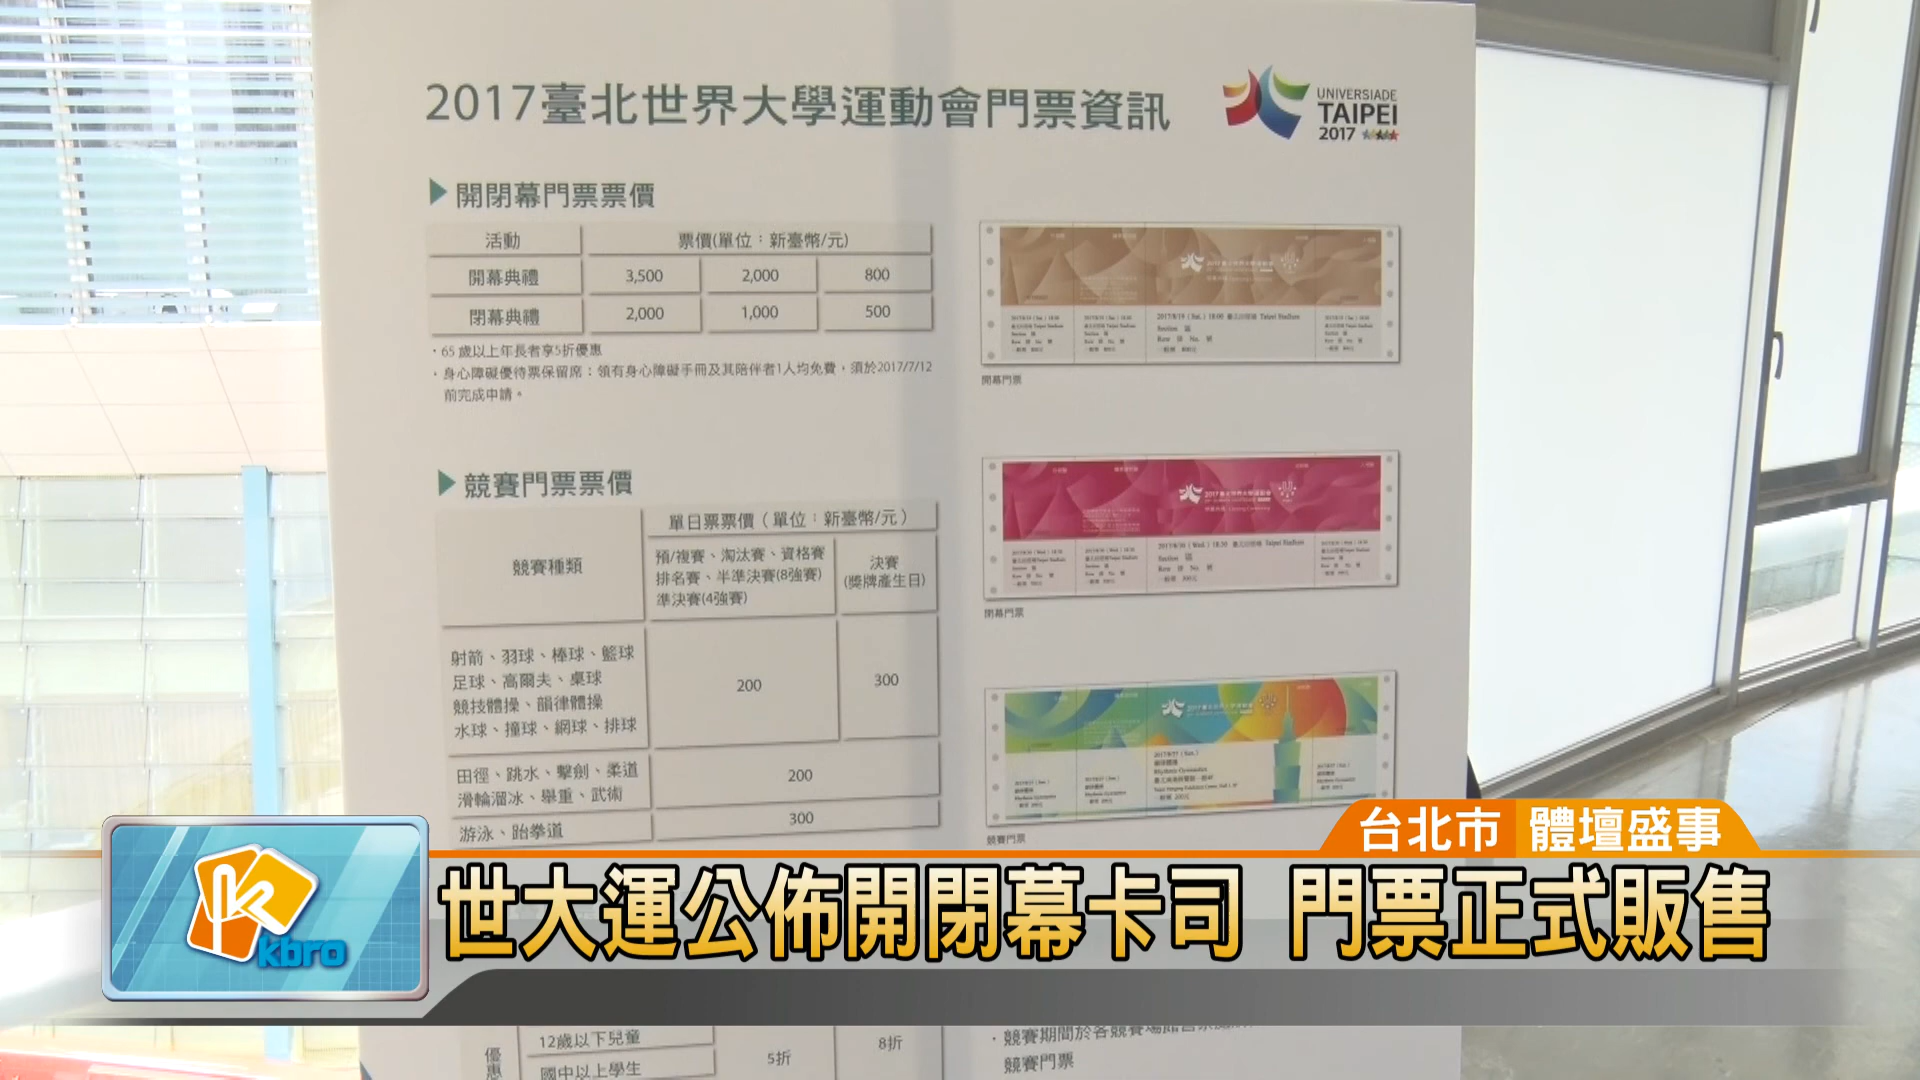 2017臺北世界大學運動會門票資訊
UNIVERSIADE
TAIPEI
2017
開閉幕門票票價
活動 票價(單位：新臺幣/元)
開幕典禮 3,500 2,000 800
閉幕典禮 2,000 1,000 500
・65 歲以上年長者享5折優惠
・身心障礙優待票保留席：領有身心障礙手冊及其陪伴者1人均免費，須於2017/7/12
前完成申請。
開幕門票
競賽門票票價
單日票票價（單位：新臺幣/元）
競賽種類
預/複賽、淘汰賽、資格賽
排名賽、半準決賽(8強賽)
準決賽(4強賽)
決賽
(獎牌產生日)
閉幕門票
射箭、羽球、棒球、籃球
足球、高爾夫、桌球
競技體操、韻律體操
水球、撞球、網球、排球
200 300
田徑、跳水、擊劍、柔道
滑輪溜冰、舉重、武術
200
游泳、跆拳道 300
競賽門票
台北市 體壇盛事
世大運公佈開閉幕卡司 門票正式販售
kbro
優惠
12歲以下兒童
國中以上學生
5折
8折
競賽門票